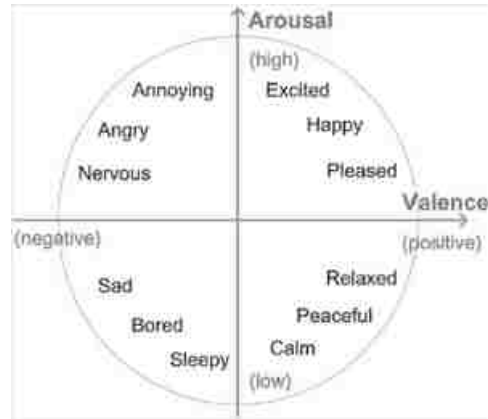 Arousal
(high)
Annoying
Excited
Angry
Happy
Nervous
Pleased
Valence
(negative)
(positive)
Sad
Relaxed
Bored
Peaceful
Sleepy
Calm
(low)